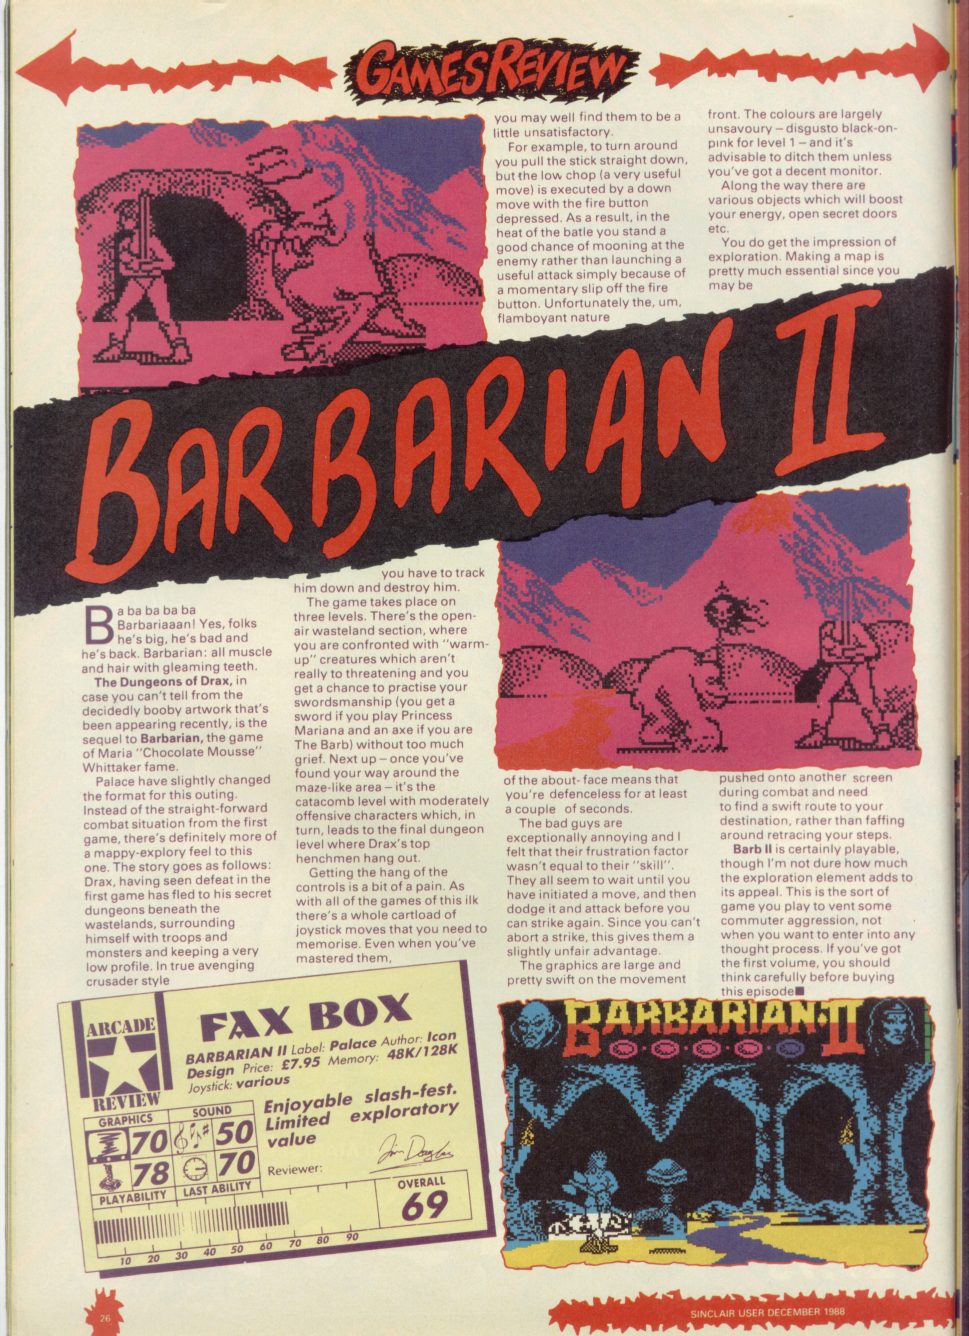 GAMES REVIEW
BARBARIAN II
Ba ba ba ba ba
Barbariaaan! Yes, folks
he's big, he's bad and
he's back. Barbarian: all muscle
and hair with gleaming teeth.
The Dungeons of Drax, in
case you can't tell from the
decidedly booby artwork that's
been appearing recently, is the
sequel to Barbarian, the game
of Maria "Chocolate Mousse"
Whittaker fame.
Palace have slightly changed
the format for this outing.
Instead of the straight-forward
combat situation from the first
game, there's definitely more of
a mappy-explory feel to this
one. The story goes as follows:
Drax, having seen defeat in the
first game has fled to his secret
dungeons beneath the
wastelands, surrounding
himself with troops and
monsters and keeping a very
low profile. In true avenging
crusader style
you have to track
him down and destroy him.
The game takes place on
three levels. There's the open-
air wasteland section, where
you are confronted with "warm-
up" creatures which aren't
really to threatening and you
get a chance to practise your
swordsmanship (you get a
sword if you play Princess
Mariana and an axe if you are
The Barb) without too much
grief. Next up – once you've
found your way around the
maze-like area – it's the
catacomb level with moderately
offensive characters which, in
turn, leads to the final dungeon
level where Drax's top
henchmen hang out.
Getting the hang of the
controls is a bit of a pain. As
with all of the games of this ilk
there's a whole cartload of
joystick moves that you need to
memorise. Even when you've
mastered them,
you may well find them to be a
little unsatisfactory.
For example, to turn around
you pull the stick straight down,
but the low chop (a very useful
move) is executed by a down
move with the fire button
depressed. As a result, in the
heat of the batle you stand a
good chance of mooning at the
enemy rather than launching a
useful attack simply because of
a momentary slip off the fire
button. Unfortunately the, um,
flamboyant nature
of the about- face means that
you're defenceless for at least
a couple of seconds.
The bad guys are
exceptionally annoying and I
felt that their frustration factor
wasn't equal to their "skill".
They all seem to wait until you
have initiated a move, and then
dodge it and attack before you
can strike again. Since you can't
abort a strike, this gives them a
slightly unfair advantage.
The graphics are large and
pretty swift on the movement
front. The colours are largely
unsavoury – disgusto black-on-
pink for level 1 – and it's
advisable to ditch them unless
you've got a decent monitor.
Along the way there are
various objects which will boost
your energy, open secret doors
etc.
You do get the impression of
exploration. Making a map is
pretty much essential since you
may be
pushed onto another screen
during combat and need
to find a swift route to your
destination, rather than faffing
around retracing your steps.
Barb II is certainly playable,
though I'm not dure how much
the exploration element adds to
its appeal. This is the sort of
game you play to vent some
commuter aggression, not
when you want to enter into any
thought process. If you've got
the first volume, you should
think carefully before buying
this episode■
ARCADE
REVIEW
FAX BOX
BARBARIAN II Label: Palace Author: Icon
Design Price: £7.95 Memory: 48K/128K
Joystick: various
GRAPHICS 70
SOUND 50
78 PLAYABILITY
70 LAST ABILITY
Enjoyable slash-fest.
Limited exploratory
value
Reviewer: Jim Douglas
OVERALL
69
10 20 30 40 50 60 70 80 90
BARBARIAN·II
26
SINCLAIR USER DECEMBER 1988